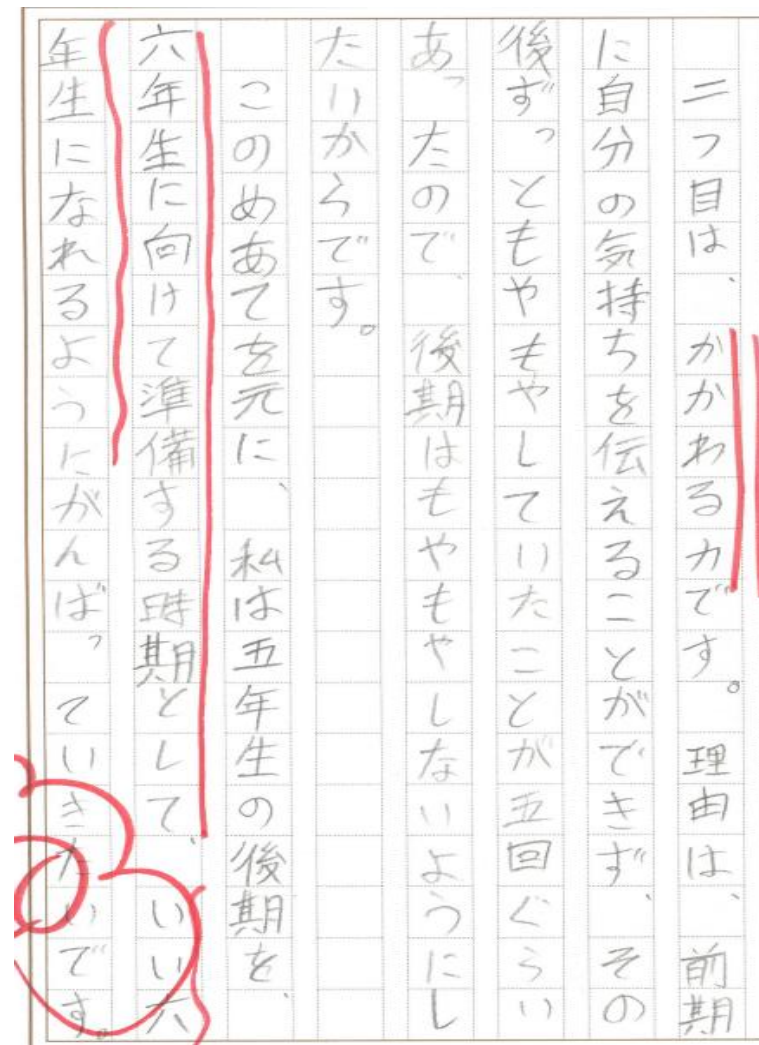 二つ目は、かかわる力です。理由は、前期
に自分の気持ちを伝えることができず、その
後ずっともやもやしていたことが五回ぐらい
あったので、後期はもやもやしないようにし
たいからです。
このめあてを元に、私は五年生の後期を、
六年生に向けて準備する時期として、いい六
年生になれるようにがんばっていきたいです。